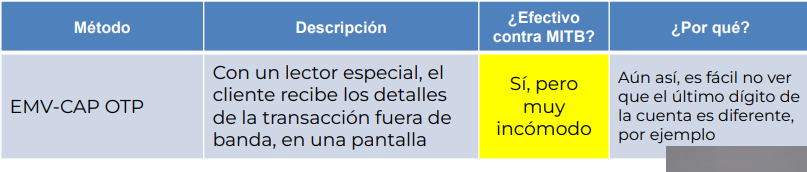 Método
Descripción
¿Efectivo
contra MITB?
¿Por qué?
EMV-CAP OTP
Con un lector especial, el
cliente recibe los detalles
de la transacción fuera de
banda, en una pantalla
Sí, pero
muy
incómodo
Aún así, es fácil no ver
que el último dígito de
la cuenta es diferente,
por ejemplo